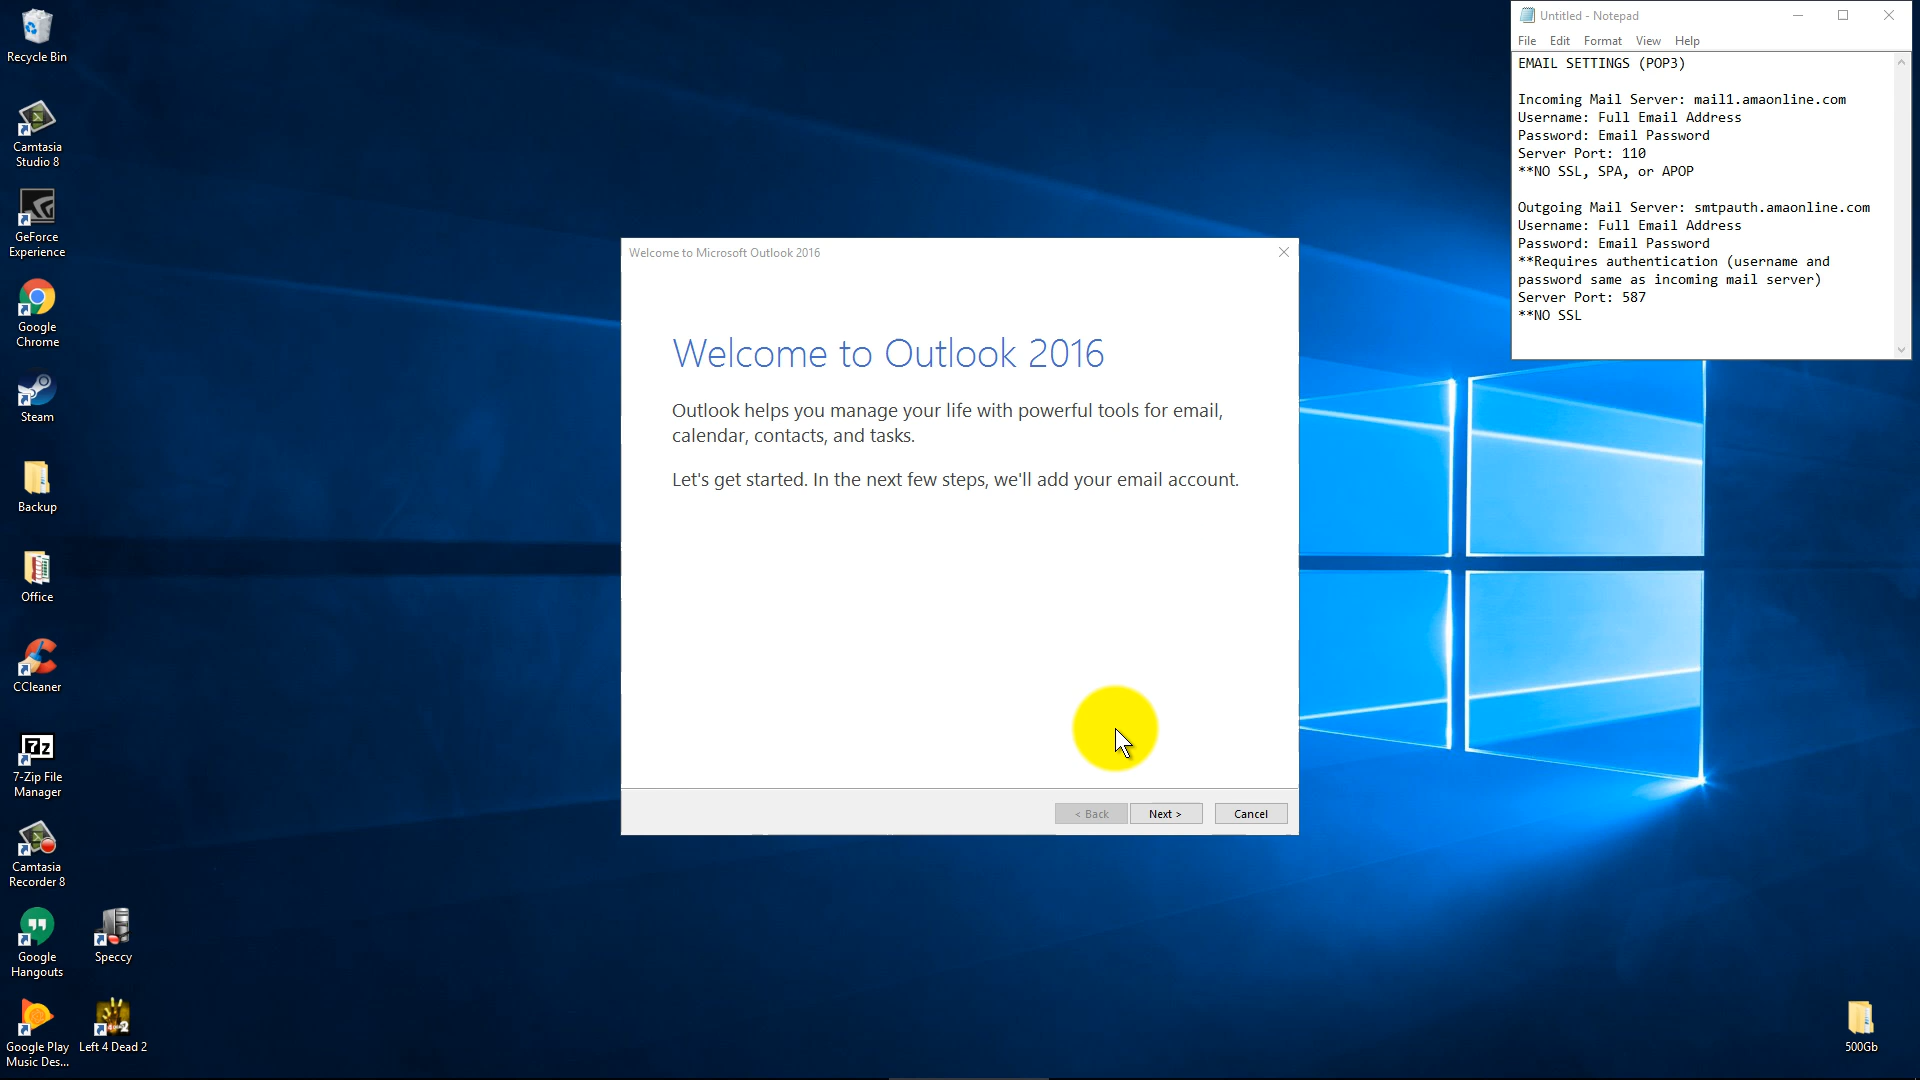 Recycle Bin
Camtasia
Studio 8
GeForce
Experience
Google
Chrome
Steam
Backup
Office
CCleaner
7z
7-Zip File
Manager
Camtasia
Recorder 8
Google
Hangouts
Speccy
Google Play
Music Des...
Left 4 Dead 2
Welcome to Microsoft Outlook 2016
Welcome to Outlook 2016
Outlook helps you manage your life with powerful tools for email,
calendar, contacts, and tasks.
Let's get started. In the next few steps, we'll add your email account.
< Back
Next >
Cancel
Untitled - Notepad
File Edit Format View Help
EMAIL SETTINGS (POP3)
Incoming Mail Server: mail1.amaonline.com
Username: Full Email Address
Password: Email Password
Server Port: 110
**NO SSL, SPA, or APOP
Outgoing Mail Server: smtpauth.amaonline.com
Username: Full Email Address
Password: Email Password
**Requires authentication (username and
password same as incoming mail server)
Server Port: 587
**NO SSL
500Gb